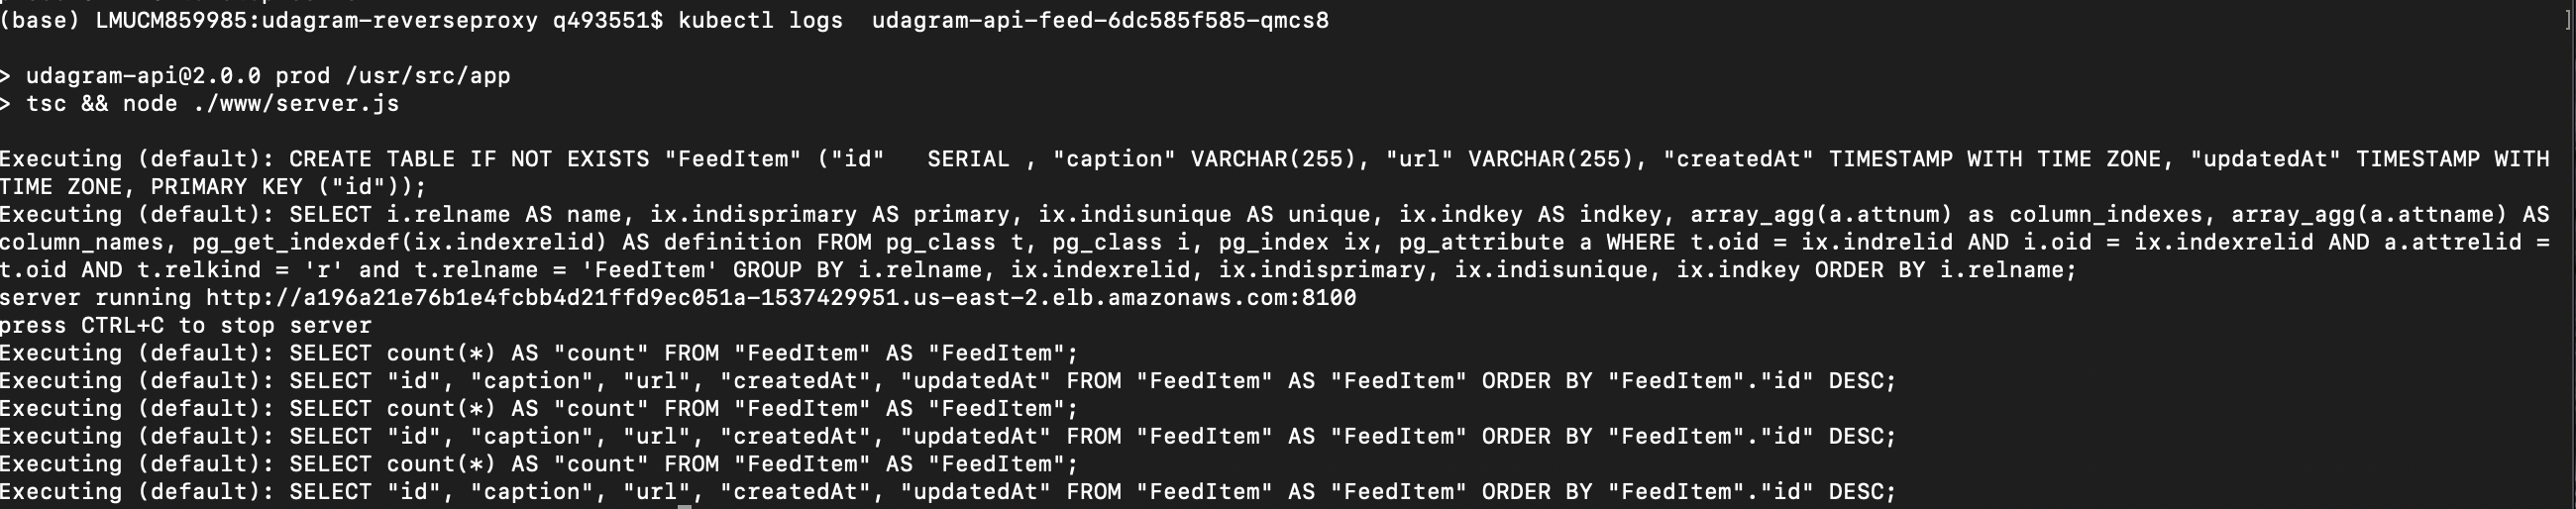 (base) LMUCM859985:udagram-reverseproxy q493551$ kubectl logs  udagram-api-feed-6dc585f585-qmcs8 ]
> udagram-api@2.0.0 prod /usr/src/app
> tsc && node ./www/server.js
Executing (default): CREATE TABLE IF NOT EXISTS "FeedItem" ("id"   SERIAL , "caption" VARCHAR(255), "url" VARCHAR(255), "createdAt" TIMESTAMP WITH TIME ZONE, "updatedAt" TIMESTAMP WITH
TIME ZONE, PRIMARY KEY ("id"));
Executing (default): SELECT i.relname AS name, ix.indisprimary AS primary, ix.indisunique AS unique, ix.indkey AS indkey, array_agg(a.attnum) as column_indexes, array_agg(a.attname) AS
column_names, pg_get_indexdef(ix.indexrelid) AS definition FROM pg_class t, pg_class i, pg_index ix, pg_attribute a WHERE t.oid = ix.indrelid AND i.oid = ix.indexrelid AND a.attrelid =
t.oid AND t.relkind = 'r' and t.relname = 'FeedItem' GROUP BY i.relname, ix.indexrelid, ix.indisprimary, ix.indisunique, ix.indkey ORDER BY i.relname;
server running http://a196a21e76b1e4fcbb4d21ffd9ec051a-1537429951.us-east-2.elb.amazonaws.com:8100
press CTRL+C to stop server
Executing (default): SELECT count(*) AS "count" FROM "FeedItem" AS "FeedItem";
Executing (default): SELECT "id", "caption", "url", "createdAt", "updatedAt" FROM "FeedItem" AS "FeedItem" ORDER BY "FeedItem"."id" DESC;
Executing (default): SELECT count(*) AS "count" FROM "FeedItem" AS "FeedItem";
Executing (default): SELECT "id", "caption", "url", "createdAt", "updatedAt" FROM "FeedItem" AS "FeedItem" ORDER BY "FeedItem"."id" DESC;
Executing (default): SELECT count(*) AS "count" FROM "FeedItem" AS "FeedItem";
Executing (default): SELECT "id", "caption", "url", "createdAt", "updatedAt" FROM "FeedItem" AS "FeedItem" ORDER BY "FeedItem"."id" DESC;